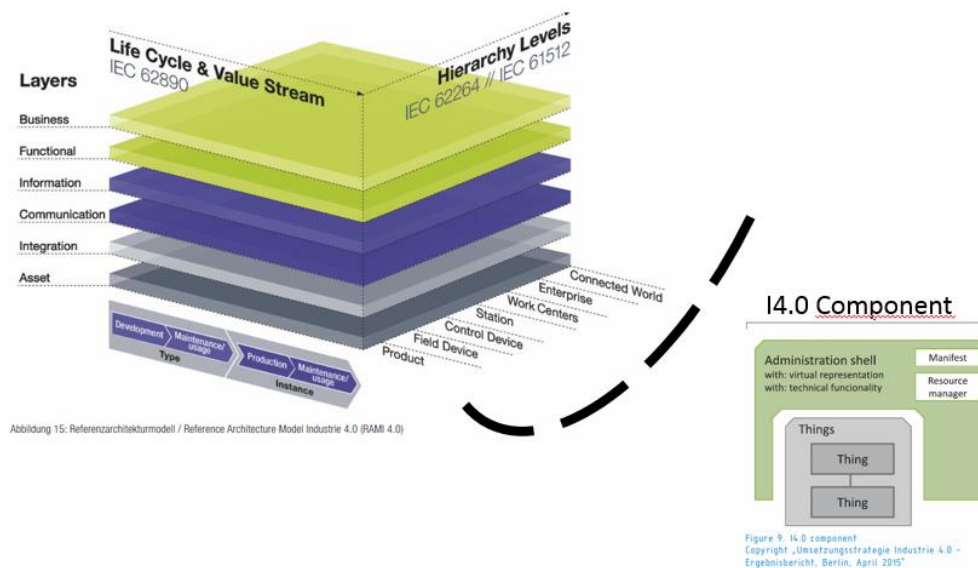 Life Cycle & Value Stream
IEC 62890
Hierarchy Levels
IEC 62264 // IEC 61512
Layers
Business
Functional
Information
Communication
Integration
Asset
Connected World
Enterprise
Work Centers
Station
Control Device
Field Device
Product
Development
Maintenance/
usage
Type
Production
Maintenance/
usage
Instance
Abbildung 15: Referenzarchitekturmodell / Reference Architecture Model Industrie 4.0 (RAMI 4.0)
I4.0 Component
Administration shell
with: virtual representation
with: technical funcionality
Manifest
Resource
manager
Things
Thing
Thing
Figure 9. I4.0 component
Copyright „Umsetzungsstrategie Industrie 4.0 –
Ergebnisbericht, Berlin, April 2015"